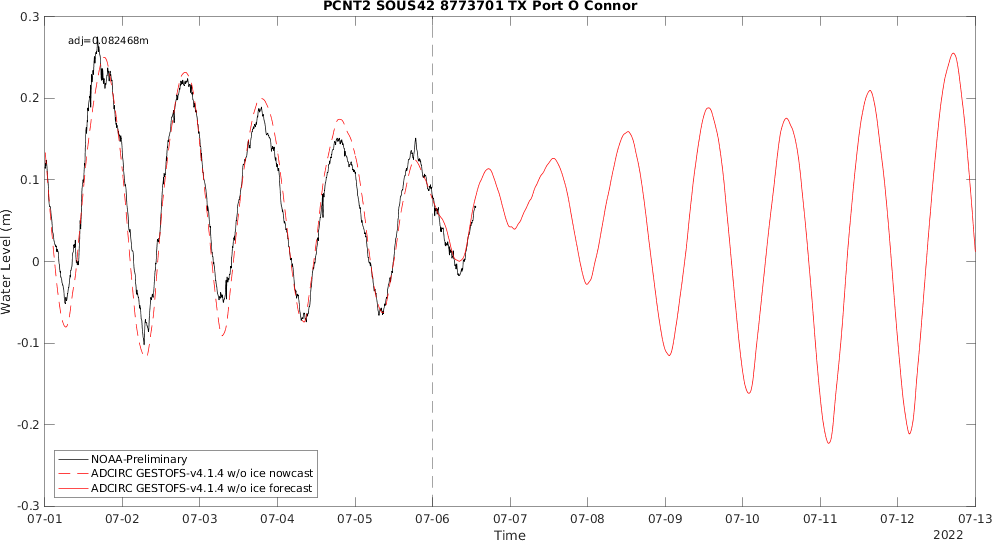 PCNT2 SOUS42 8773701 TX Port O Connor
0.3
adj=0.082468m
0.2
0.1
0
-0.1
-0.2
-0.3
Water Level (m)
NOAA-Preliminary
ADCIRC GESTOFS-v4.1.4 w/o ice nowcast
ADCIRC GESTOFS-v4.1.4 w/o ice forecast
07-01 07-02 07-03 07-04 07-05 07-06 07-07 07-08 07-09 07-10 07-11 07-12 07-13
Time
2022